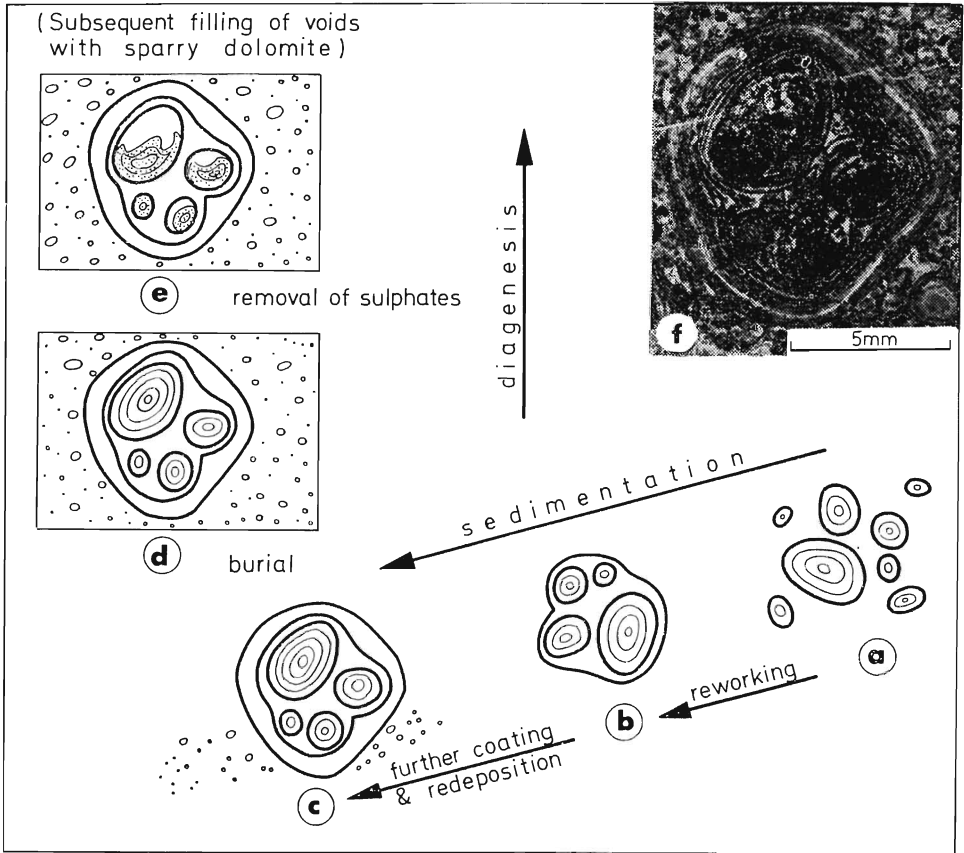 (Subsequent filling of voids
with sparry dolomite)
e
removal of sulphates
d
burial
diagenesis
f
5mm
sedimentation
a
reworking
b
further coating
& redeposition
c